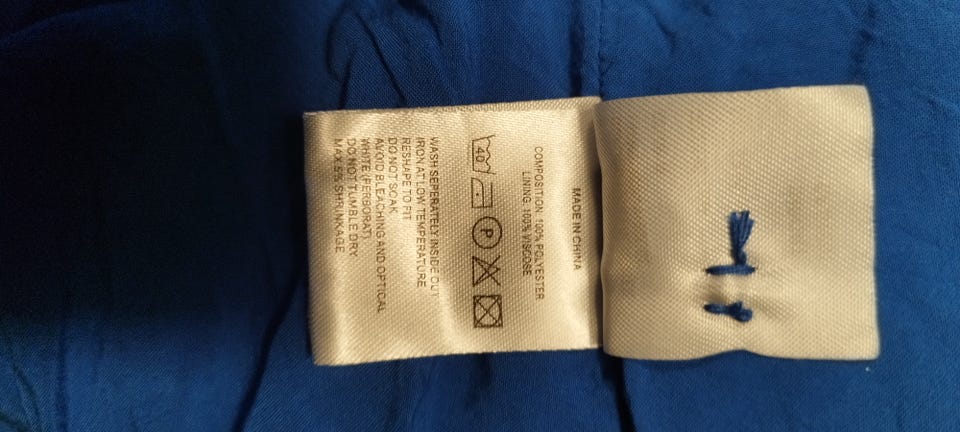 MADE IN CHINA
COMPOSITION: 100% POLYESTER
LINING: 100% VISCOSE
40
P
WASH SEPERATELY INSIDE OUT
IRON AT LOW TEMPERATURE
RESHAPE TO FIT
DO NOT SOAK
AVOID BLEACHING AND OPTICAL
WHITE (PERBORAT)
DO NOT TUMBLE DRY
MAX 5% SHRINKAGE